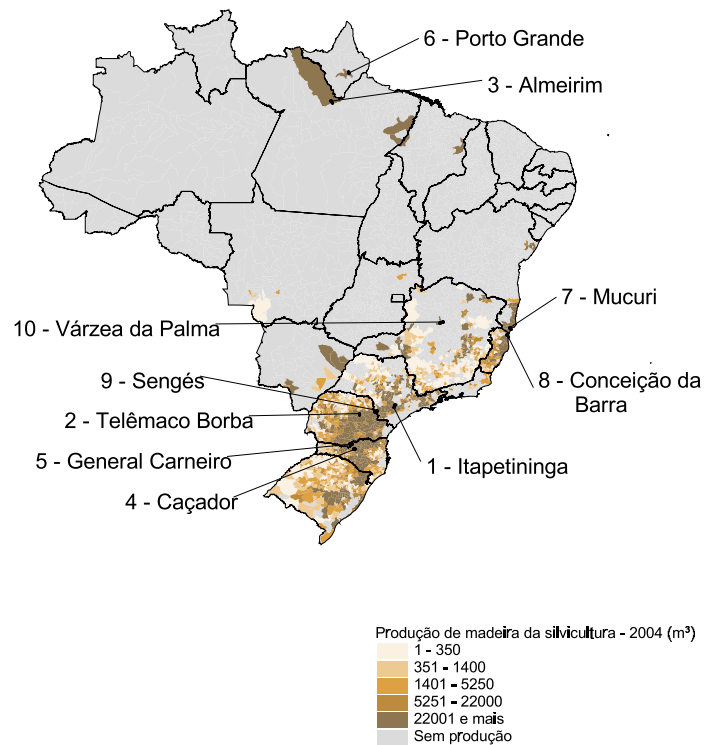 6 - Porto Grande
3 - Almeirim
7 - Mucuri
10 - Várzea da Palma
9 - Sengés
8 - Conceição da
Barra
2 - Telêmaco Borba
5 - General Carneiro
1 - Itapetininga
4 - Caçador
Produção de madeira da silvicultura - 2004 (m³)
1 - 350
351 - 1400
1401 - 5250
5251 - 22000
22001 e mais
Sem produção